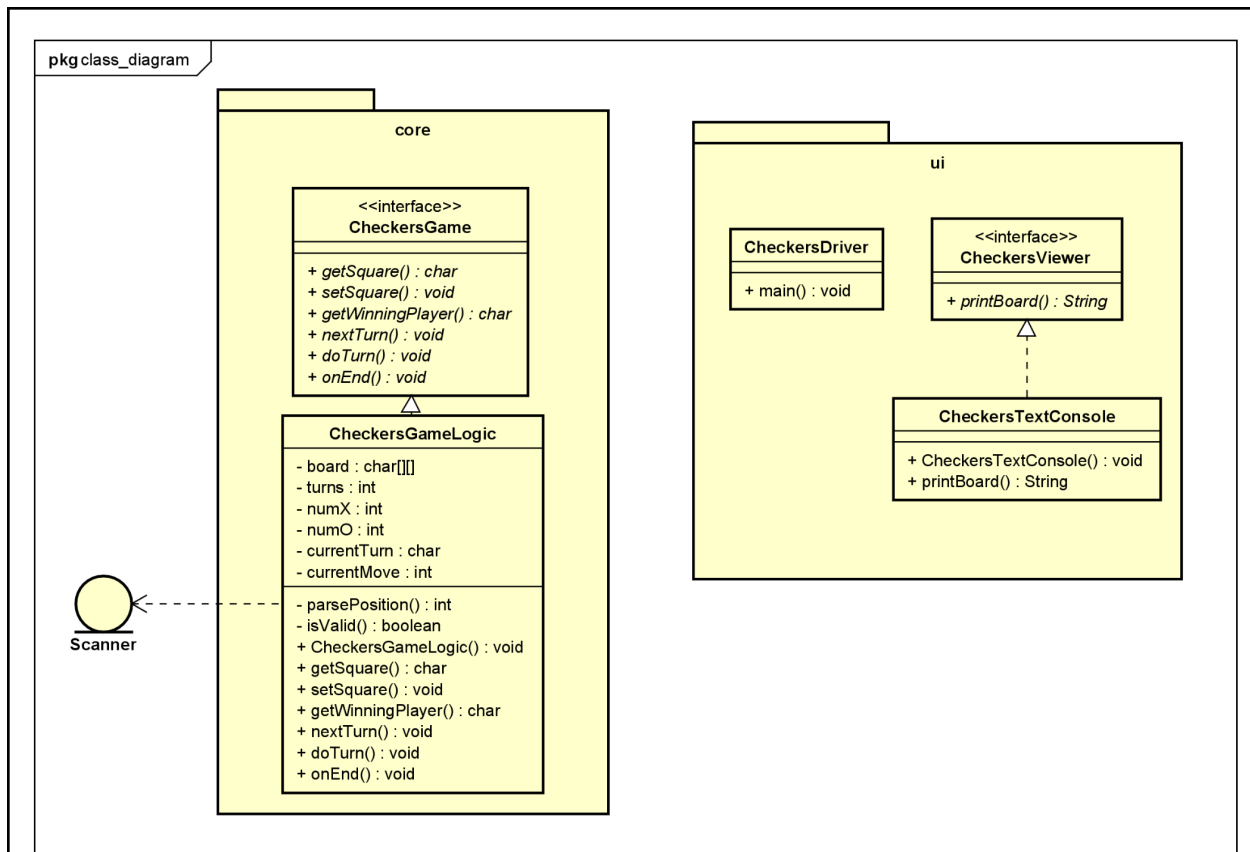 pkg class_diagram
core
<<interface>>
CheckersGame
+ getSquare() : char
+ setSquare() : void
+ getWinningPlayer() : char
+ nextTurn() : void
+ doTurn() : void
+ onEnd() : void
CheckersGameLogic
- board : char[][]
- turns : int
- numX : int
- numO : int
- currentTurn : char
- currentMove : int
- parsePosition() : int
- isValid() : boolean
+ CheckersGameLogic() : void
+ getSquare() : char
+ setSquare() : void
+ getWinningPlayer() : char
+ nextTurn() : void
+ doTurn() : void
+ onEnd() : void
Scanner
ui
CheckersDriver
+ main() : void
<<interface>>
CheckersViewer
+ printBoard() : String
CheckersTextConsole
+ CheckersTextConsole() : void
+ printBoard() : String